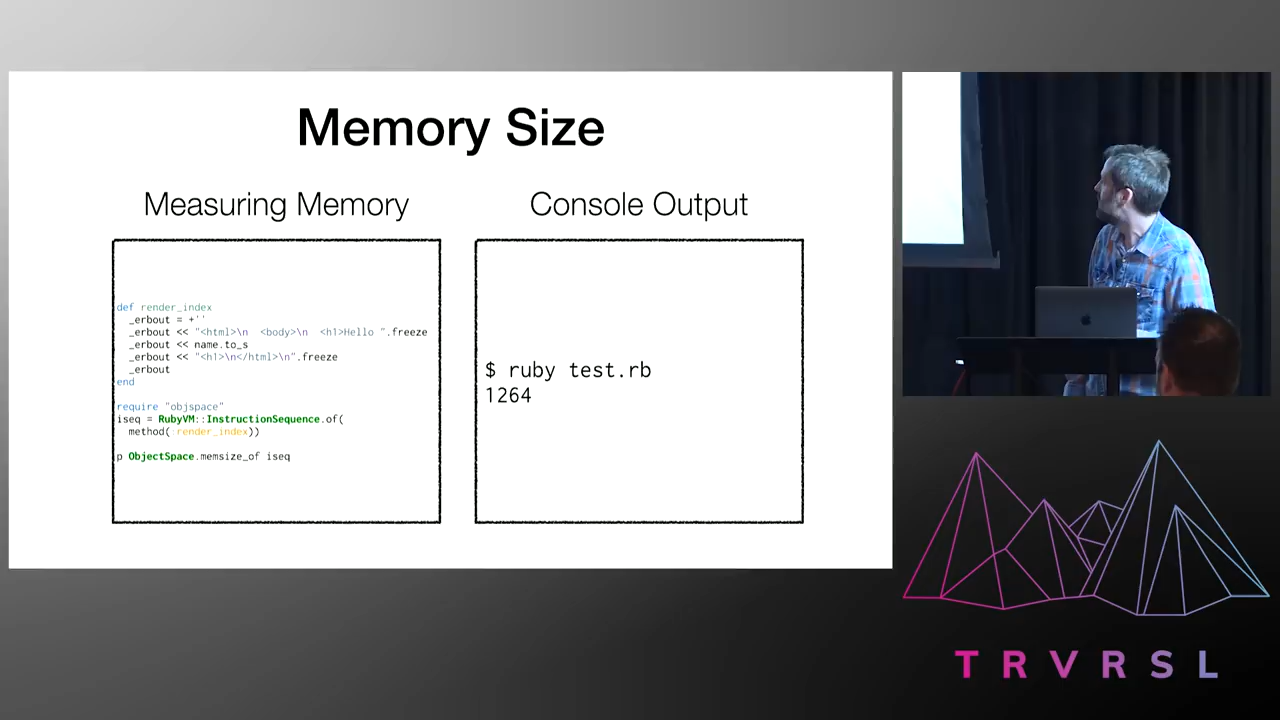 Memory Size
Measuring Memory
def render_index
  _erbout = +''
  _erbout << "<html>\n  <body>\n  <h1>Hello ".freeze
  _erbout << name.to_s
  _erbout << "<h1>\n</html>\n".freeze
  _erbout
end
require "objspace"
iseq = RubyVM::InstructionSequence.of(
  method(:render_index))
p ObjectSpace.memsize_of iseq
Console Output
$ ruby test.rb
1264
TRVRSL